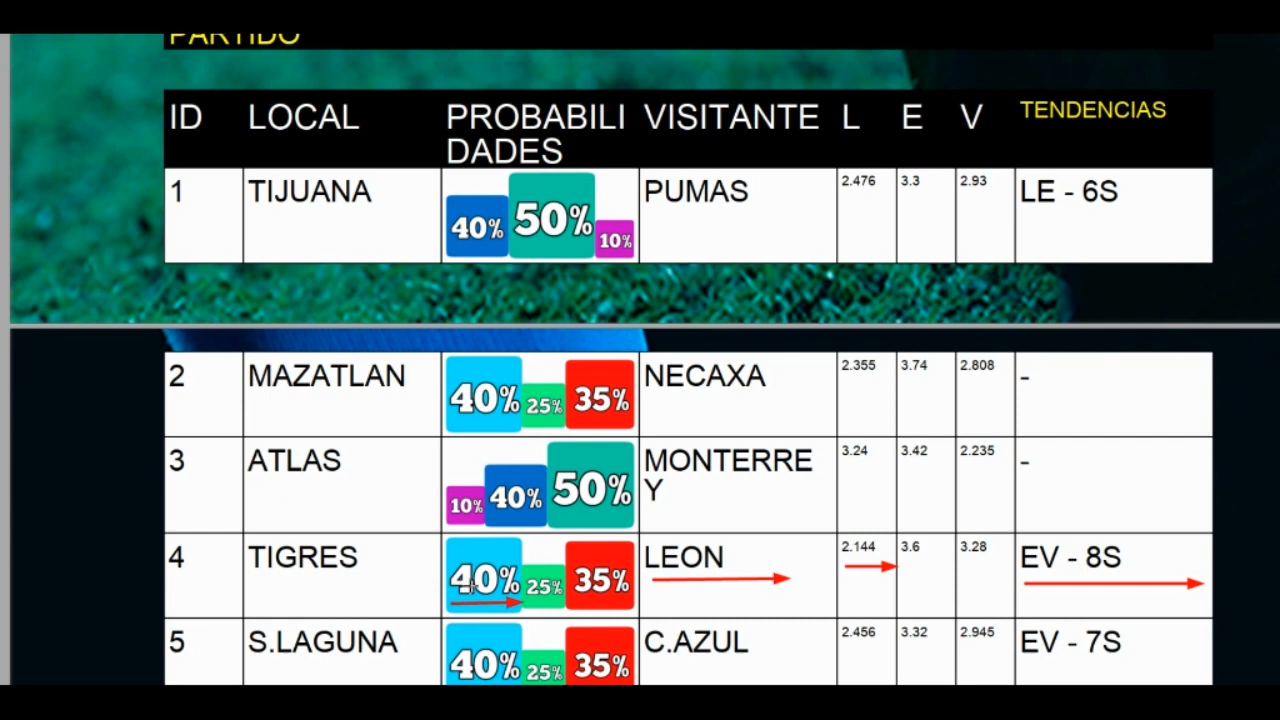 PARTIDO
ID LOCAL PROBABILI VISITANTE L E V TENDENCIAS
DADES
1 TIJUANA 40% 50% 10% PUMAS 2.476 3.3 2.93 LE - 6S
2 MAZATLAN 40% 25% 35% NECAXA 2.355 3.74 2.808 -
3 ATLAS 10% 40% 50% MONTERRE 3.24 3.42 2.235 -
Y
4 TIGRES 40% 25% 35% LEON 2.144 3.6 3.28 EV - 8S
5 S.LAGUNA 40% 25% 35% C.AZUL 2.456 3.32 2.945 EV - 7S